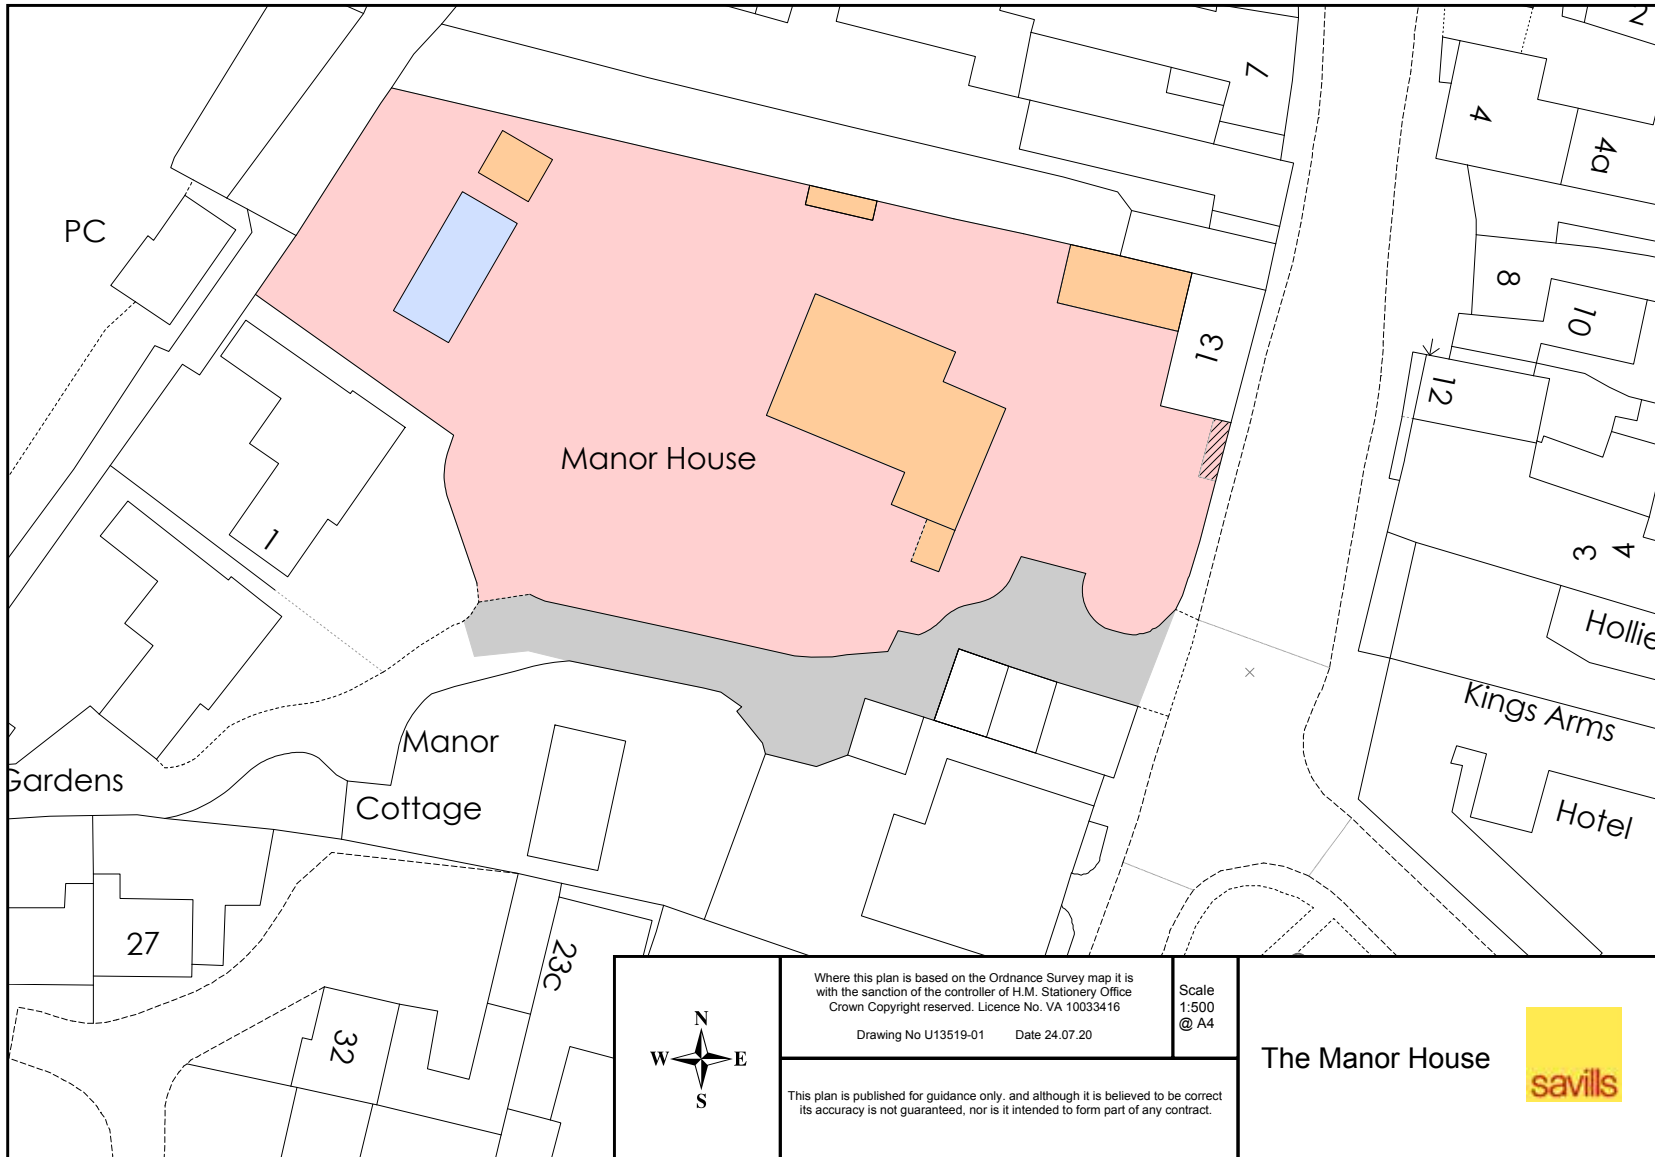 2
7
4
4a
PC
8
10
13
12
Manor House
1
3 4
Hollie
Kings Arms
Manor
Gardens
Cottage
Hotel
27
23c
32
N
W E
S
Where this plan is based on the Ordnance Survey map it is
with the sanction of the controller of H.M. Stationery Office
Crown Copyright reserved. Licence No. VA 10033416
Drawing No U13519-01 Date 24.07.20
Scale
1:500
@ A4
This plan is published for guidance only. and although it is believed to be correct
its accuracy is not guaranteed, nor is it intended to form part of any contract.
The Manor House
savills